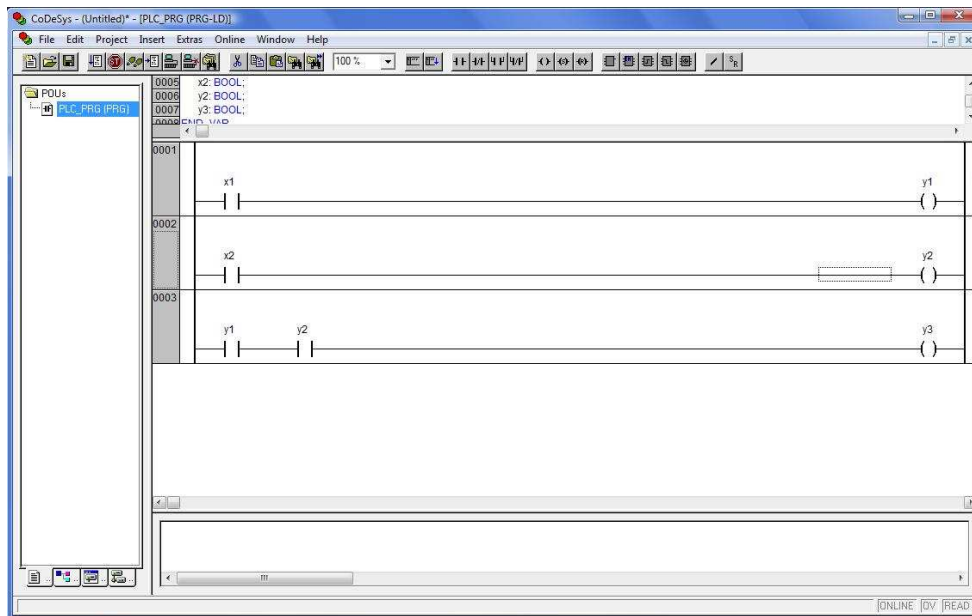 CoDeSys - (Untitled)* - [PLC_PRG (PRG-LD)]
File Edit Project Insert Extras Online Window Help
100 %
POUs
PLC_PRG (PRG)
0005 x2: BOOL;
0006 y2: BOOL;
0007 y3: BOOL;
0008 END_VAR
0001
x1 y1
0002
x2 y2
0003
y1 y2 y3
ONLINE OV READ